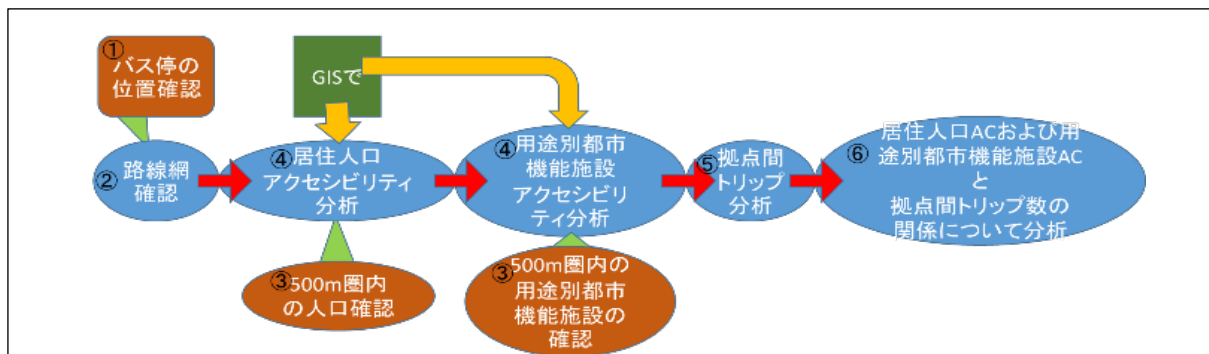 ①
バス停の
位置確認
GISで
②
路線網
確認
④
居住人口
アクセシビリティ
分析
③
500m圏内
の人口確認
④
用途別都市
機能施設
アクセシビリ
ティ分析
③
500m圏内の
用途別都市
機能施設の
確認
⑤
拠点間
トリップ
分析
⑥
居住人口ACおよび用
途別都市機能施設AC
と
拠点間トリップ数の
関係について分析